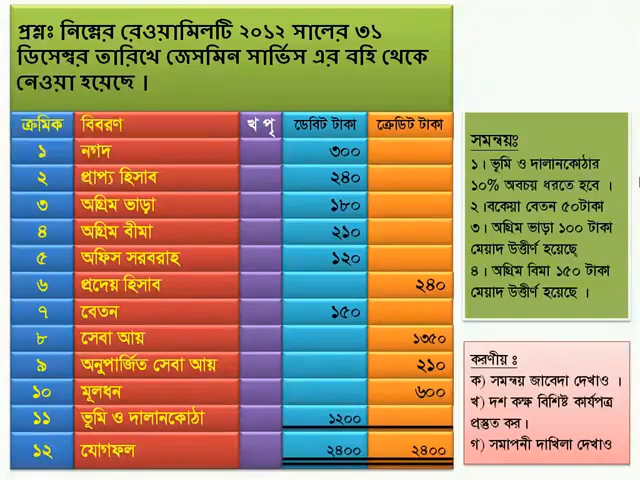 প্রশ্নঃ নিম্নের রেওয়ামিলটি ২০১২ সালের ৩১
ডিসেম্বর তারিখে জেসমিন সার্ভিস এর বহি থেকে
নেওয়া হয়েছে ।
ক্রমিক বিবরণ খ পৃ ডেবিট টাকা ক্রেডিট টাকা
১ নগদ ৩০০
২ প্রাপ্য হিসাব ২৪০
৩ অগ্রিম ভাড়া ১৮০
৪ অগ্রিম বীমা ২১০
৫ অফিস সরবরাহ ১২০
৬ প্রদেয় হিসাব ২৪০
৭ বেতন ১৫০
৮ সেবা আয় ১৩৫০
৯ অনুপার্জিত সেবা আয় ২১০
১০ মূলধন ৬০০
১১ ভূমি ও দালানকোঠা ১২০০
১২ যোগফল ২৪০০ ২৪০০
সমন্বয়ঃ
১। ভূমি ও দালানকোঠার
১০% অবচয় ধরতে হবে ।
২ ।বকেয়া বেতন ৫০টাকা
৩। অগ্রিম ভাড়া ১০০ টাকা
মেয়াদ উত্তীর্ণ হয়েছে
৪। অগ্রিম বিমা ১৫০ টাকা
মেয়াদ উত্তীর্ণ হয়েছে ।
করণীয় ঃ
ক) সমন্বয় জাবেদা দেখাও ।
খ) দশ কক্ষ বিশিষ্ট কার্যপত্র
প্রস্তুত কর।
গ) সমাপনী দাখিলা দেখাও